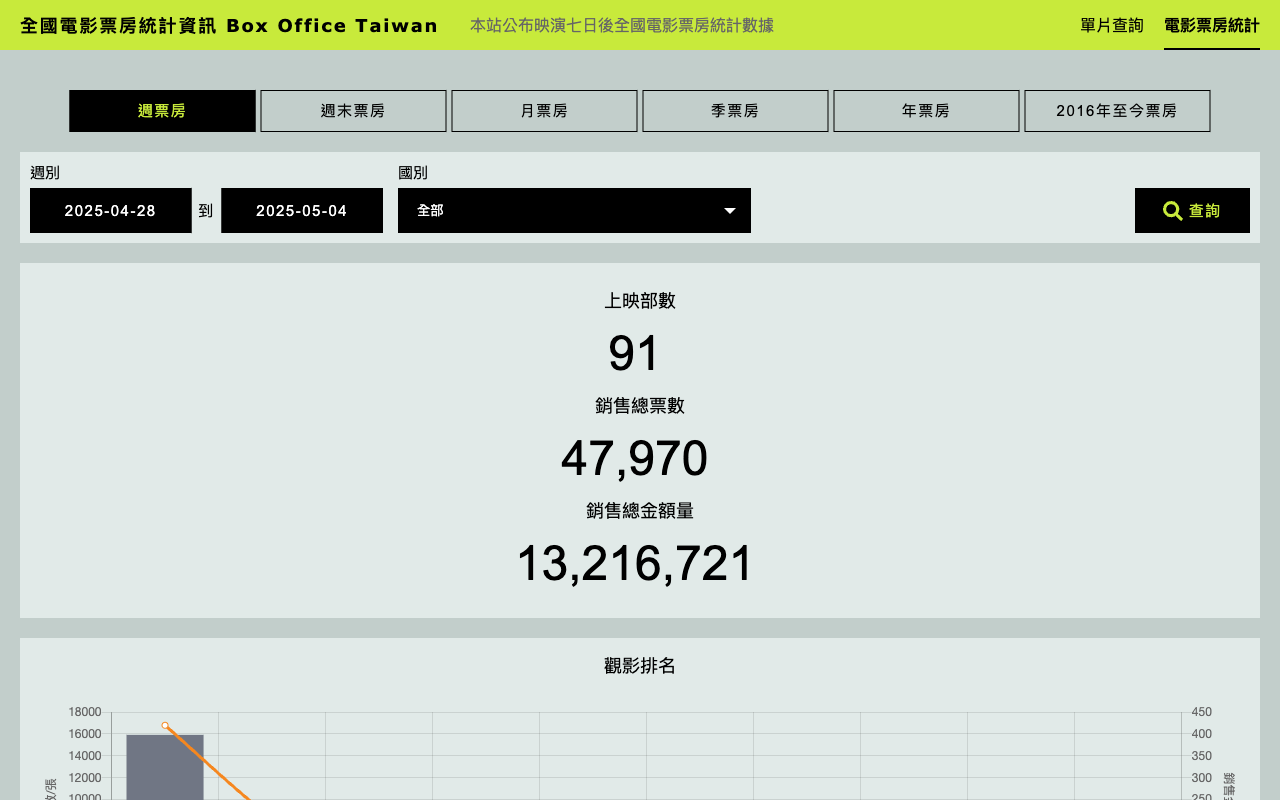 全國電影票房統計資訊 Box Office Taiwan 本站公布映演七日後全國電影票房統計數據 單片查詢 電影票房統計
週票房 週末票房 月票房 季票房 年票房 2016年至今票房
週別 國別
2025-04-28 到 2025-05-04 全部 查詢
上映部數
91
銷售總票數
47,970
銷售總金額量
13,216,721
觀影排名
18000 450
16000 400
14000 350
12000 300
10000 250